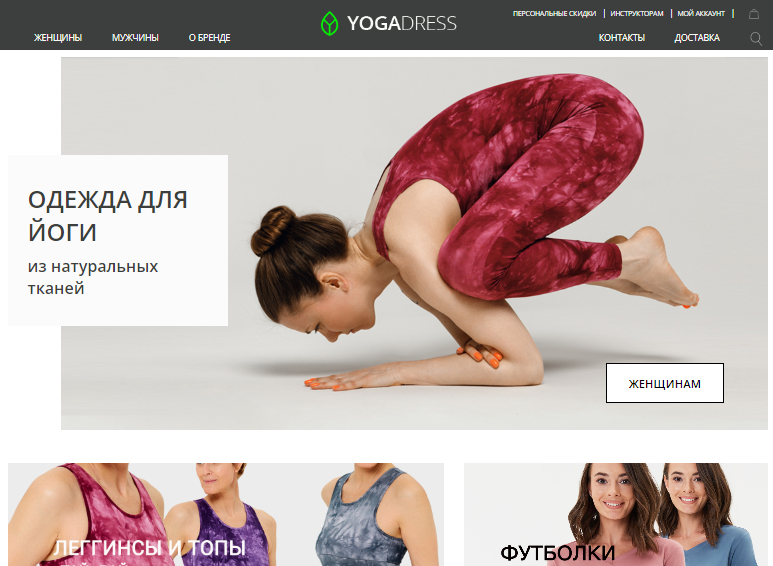 ПЕРСОНАЛЬНЫЕ СКИДКИ | ИНСТРУКТОРАМ | МОЙ АККАУНТ |
YOGADRESS
ЖЕНЩИНЫ МУЖЧИНЫ О БРЕНДЕ КОНТАКТЫ ДОСТАВКА
ОДЕЖДА ДЛЯ
ЙОГИ
из натуральных
тканей
ЖЕНЩИНАМ
ЛЕГГИНСЫ И ТОПЫ
ФУТБОЛКИ